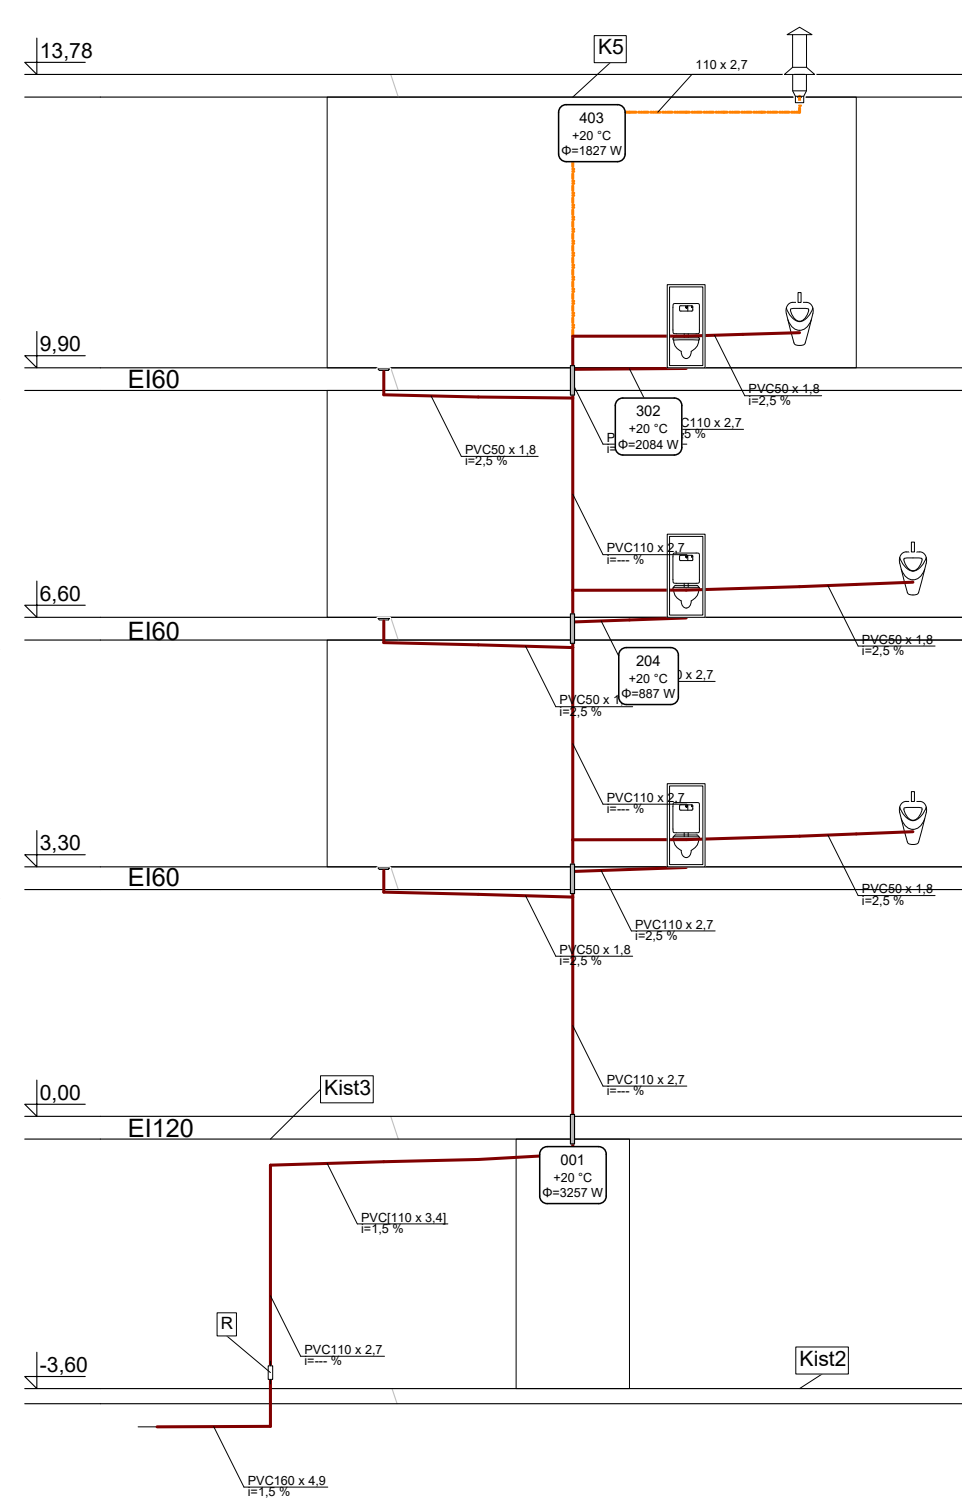 13,78
K5
110 x 2,7
403
+20 °C
Φ=1827 W
9,90
EI60
PVC50 x 1,8
i=2,5 %
302
+20 °C
Φ=2084 W
C110 x 2,7
5 %
P
i=
PVC50 x 1,8
i=2,5 %
PVC110 x 2,7
i=--- %
6,60
EI60
PVC50 x 1,8
i=2,5 %
204
+20 °C
Φ=887 W
x 2,7
PVC50 x 1
i=2,5 %
PVC110 x 2,7
i=--- %
3,30
EI60
PVC50 x 1,8
i=2,5 %
PVC110 x 2,7
i=2,5 %
PVC50 x 1,8
i=2,5 %
PVC110 x 2,7
i=--- %
0,00
Kist3
EI120
001
+20 °C
Φ=3257 W
PVC[110 x 3,4]
i=1,5 %
R
PVC110 x 2,7
i=--- %
-3,60
Kist2
PVC160 x 4,9
i=1,5 %